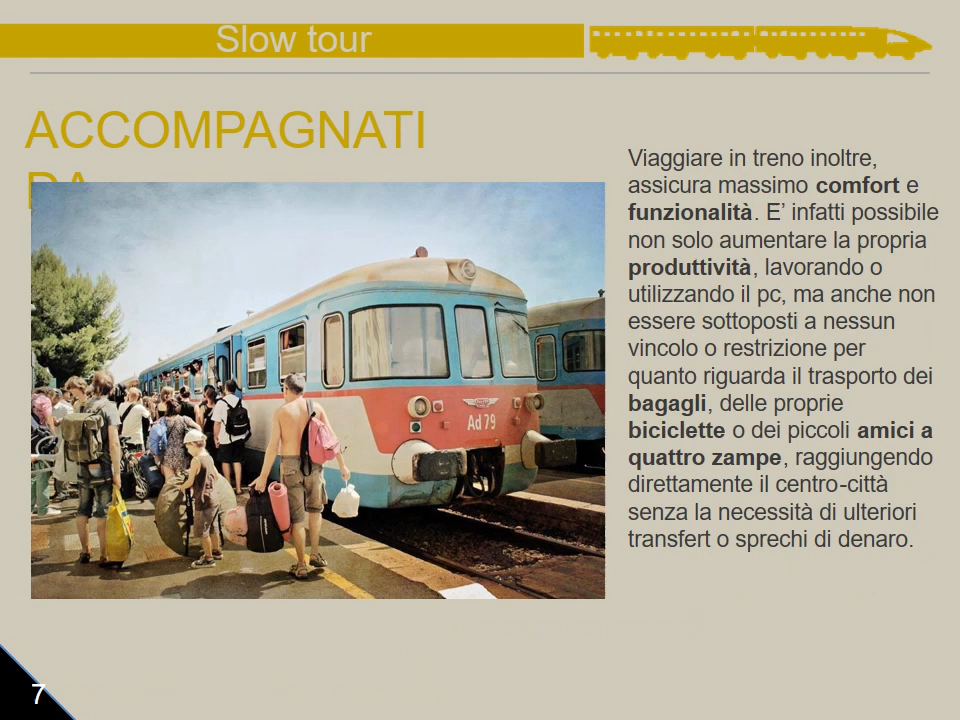 Slow tour
ACCOMPAGNATI
DA
Viaggiare in treno inoltre,
assicura massimo comfort e
funzionalità. E’ infatti possibile
non solo aumentare la propria
produttività, lavorando o
utilizzando il pc, ma anche non
essere sottoposti a nessun
vincolo o restrizione per
quanto riguarda il trasporto dei
bagagli, delle proprie
biciclette o dei piccoli amici a
quattro zampe, raggiungendo
direttamente il centro-città
senza la necessità di ulteriori
transfert o sprechi di denaro.
Ad 79
7